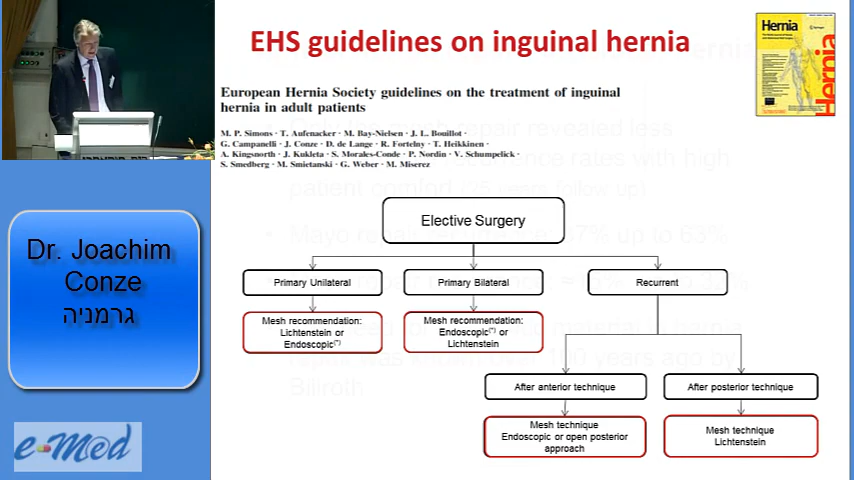 EHS guidelines on inguinal hernia
Hernia
Hernia
European Hernia Society guidelines on the treatment of inguinal
hernia in adult patients
M. P. Simons · T. Aufenacker · M. Bay-Nielsen · J. L. Bouillot ·
G. Campanelli · J. Conze · D. de Lange · R. Fortelny · T. Heikkinen ·
A. Kingsnorth · J. Kukleta · S. Morales-Conde · P. Nordin · V. Schumpelick ·
S. Smedberg · M. Smietanski · G. Weber · M. Miserez
Elective Surgery
Primary Unilateral
Primary Bilateral
Recurrent
Mesh recommendation:
Lichtenstein or
Endoscopic(*)
Mesh recommendation:
Endoscopic(*) or
Lichtenstein
After anterior technique
After posterior technique
Mesh technique
Endoscopic or open posterior
approach
Mesh technique
Lichtenstein
Dr. Joachim
Conze
גרמניה
e-Med